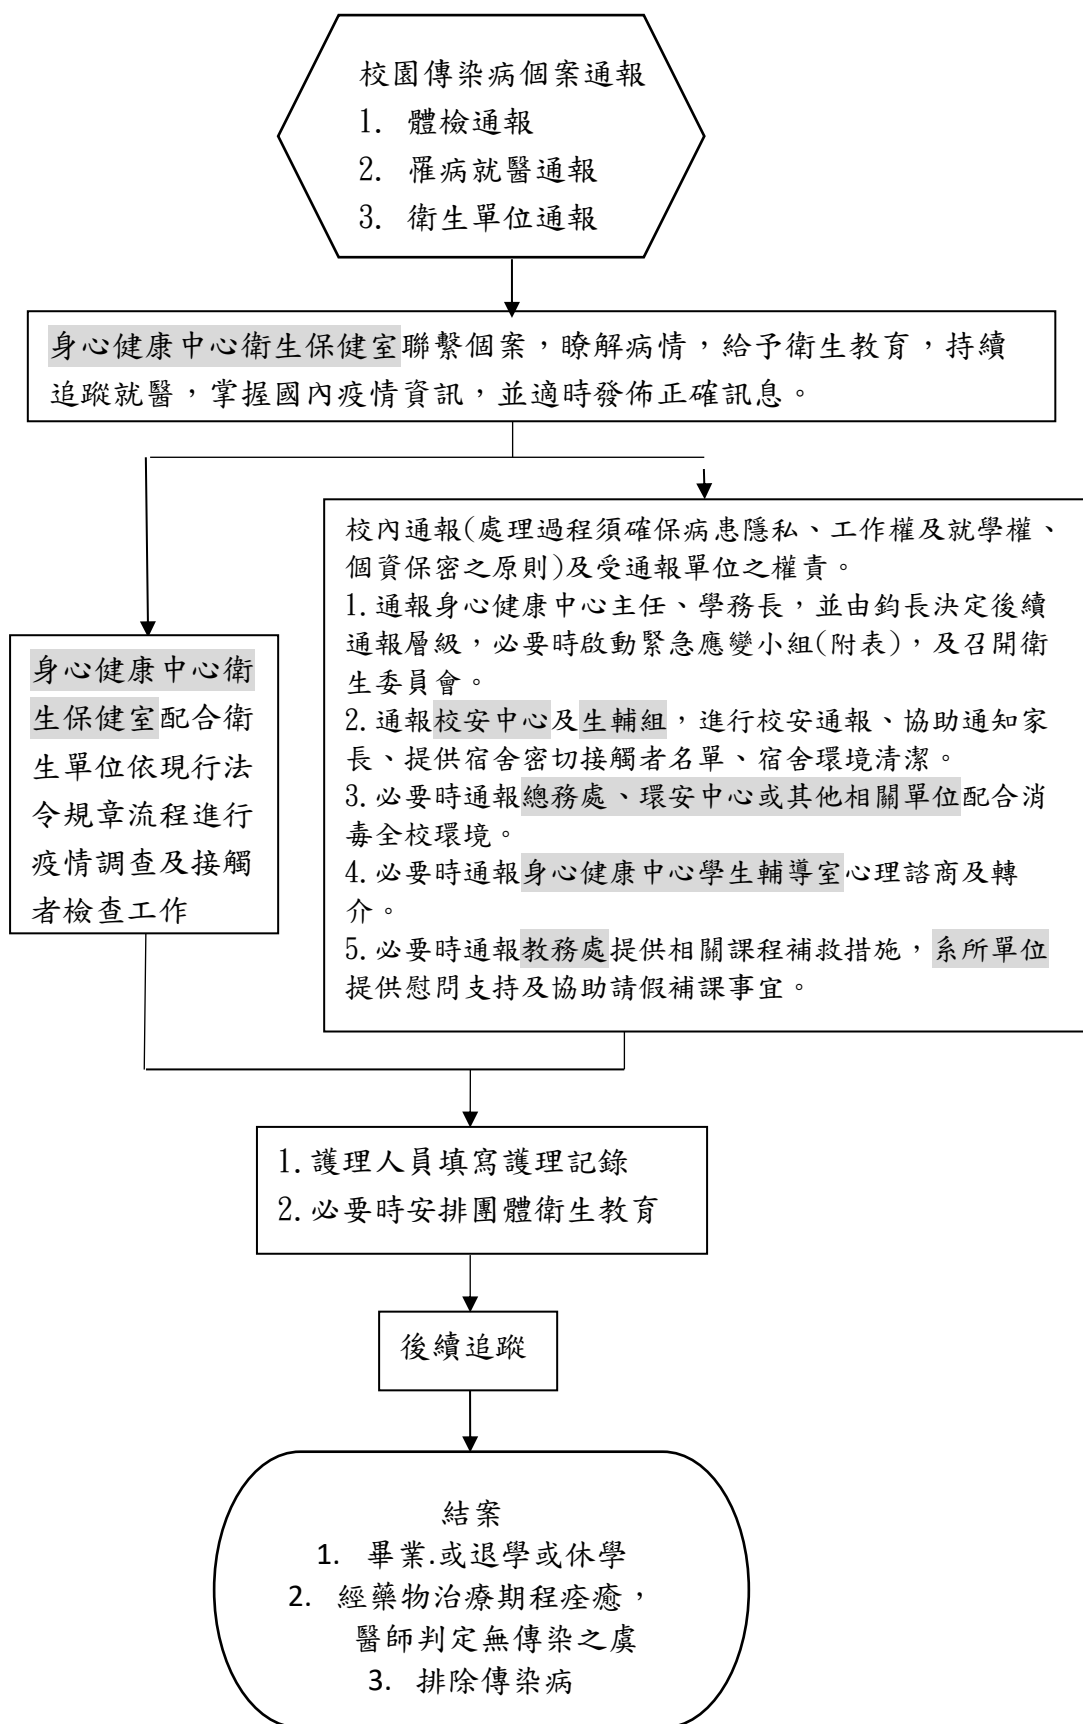 校園傳染病個案通報
1. 體檢通報
2. 罹病就醫通報
3. 衛生單位通報
身心健康中心衛生保健室聯繫個案，瞭解病情，給予衛生教育，持續
追蹤就醫，掌握國內疫情資訊，並適時發佈正確訊息。
身心健康中心衛
生保健室配合衛
生單位依現行法
令規章流程進行
疫情調查及接觸
者檢查工作
校內通報(處理過程須確保病患隱私、工作權及就學權、
個資保密之原則)及受通報單位之權責。
1.通報身心健康中心主任、學務長，並由鈞長決定後續
通報層級，必要時啟動緊急應變小組(附表)，及召開衛
生委員會。
2.通報校安中心及生輔組，進行校安通報、協助通知家
長、提供宿舍密切接觸者名單、宿舍環境清潔。
3.必要時通報總務處、環安中心或其他相關單位配合消
毒全校環境。
4.必要時通報身心健康中心學生輔導室心理諮商及轉
介。
5.必要時通報教務處提供相關課程補救措施，系所單位
提供慰問支持及協助請假補課事宜。
1.護理人員填寫護理記錄
2.必要時安排團體衛生教育
後續追蹤
結案
1. 畢業.或退學或休學
2. 經藥物治療期程痊癒，
醫師判定無傳染之虞
3. 排除傳染病